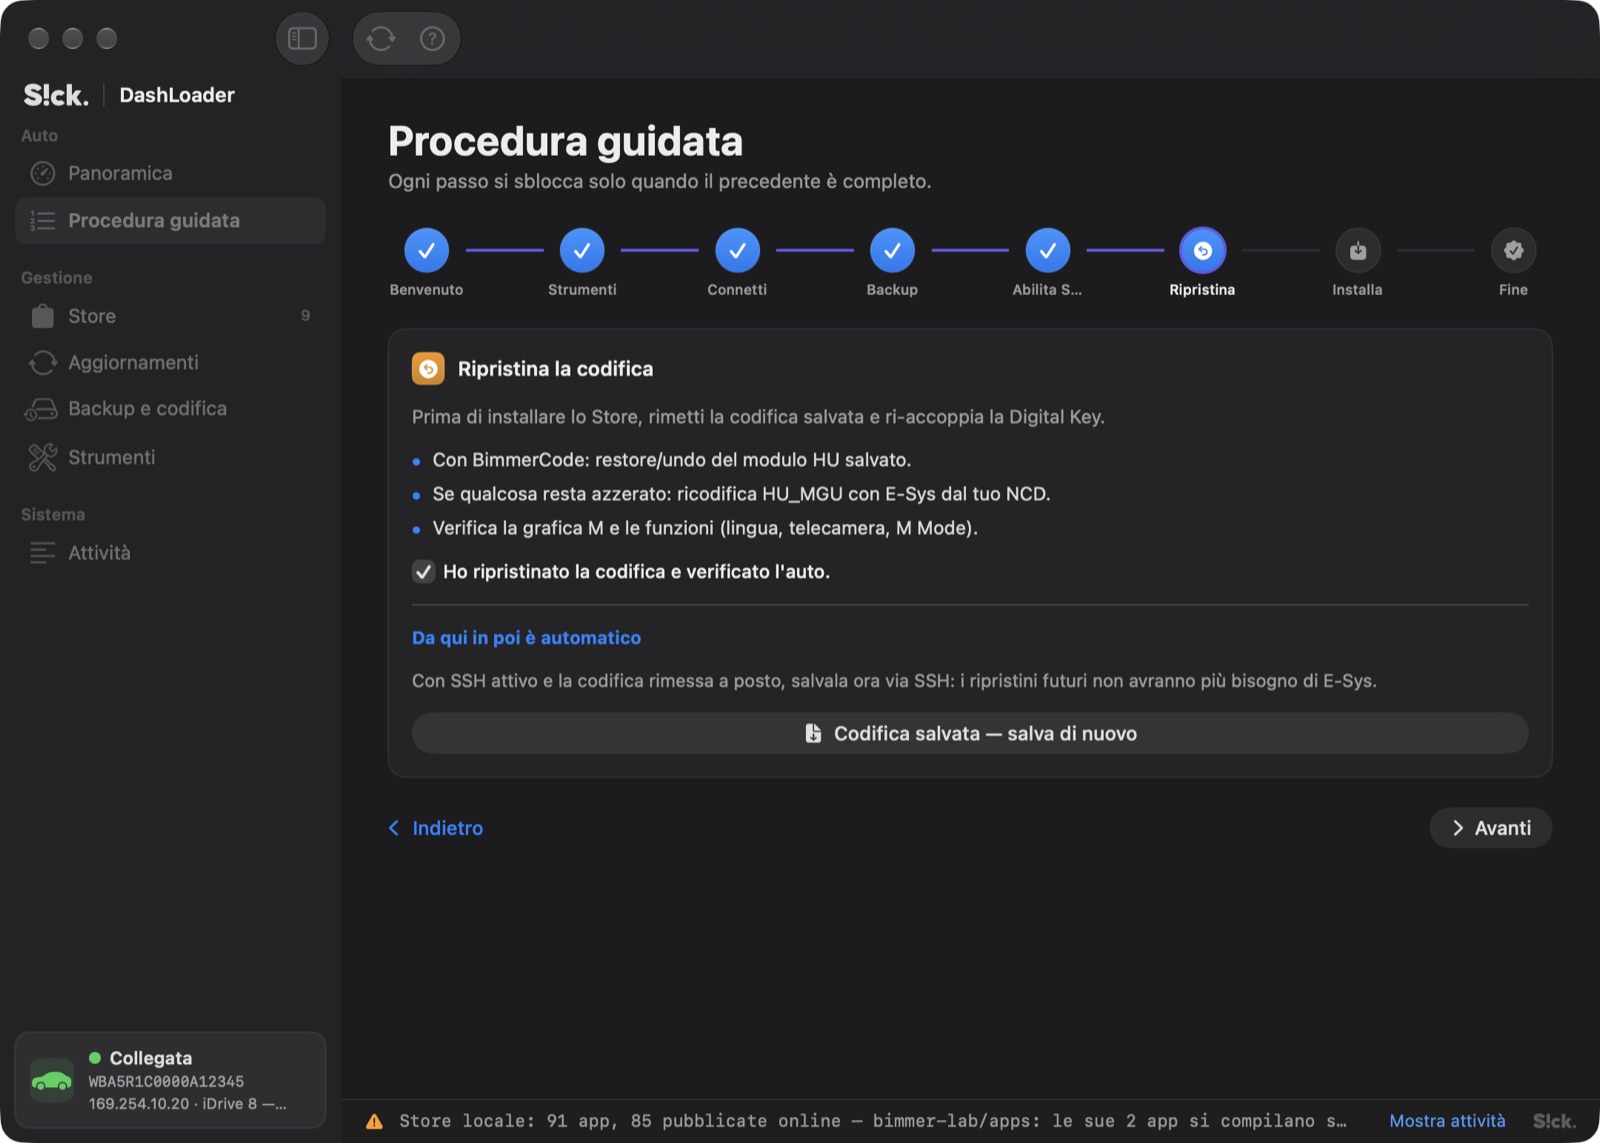 S!ck. DashLoader
Auto
Panoramica
Procedura guidata
Gestione
Store 9
Aggiornamenti
Backup e codifica
Strumenti
Sistema
Attività
Collegata
WBA5R1C0000A12345
169.254.10.20 · iDrive 8 —...
Procedura guidata
Ogni passo si sblocca solo quando il precedente è completo.
Benvenuto Strumenti Connetti Backup Abilita S... Ripristina Installa Fine
Ripristina la codifica
Prima di installare lo Store, rimetti la codifica salvata e ri-accoppia la Digital Key.
• Con BimmerCode: restore/undo del modulo HU salvato.
• Se qualcosa resta azzerato: ricodifica HU_MGU con E-Sys dal tuo NCD.
• Verifica la grafica M e le funzioni (lingua, telecamera, M Mode).
Ho ripristinato la codifica e verificato l'auto.
Da qui in poi è automatico
Con SSH attivo e la codifica rimessa a posto, salvala ora via SSH: i ripristini futuri non avranno più bisogno di E-Sys.
Codifica salvata — salva di nuovo
Indietro
Avanti
Store locale: 91 app, 85 pubblicate online — bimmer-lab/apps: le sue 2 app si compilano s…
Mostra attività
S!ck.